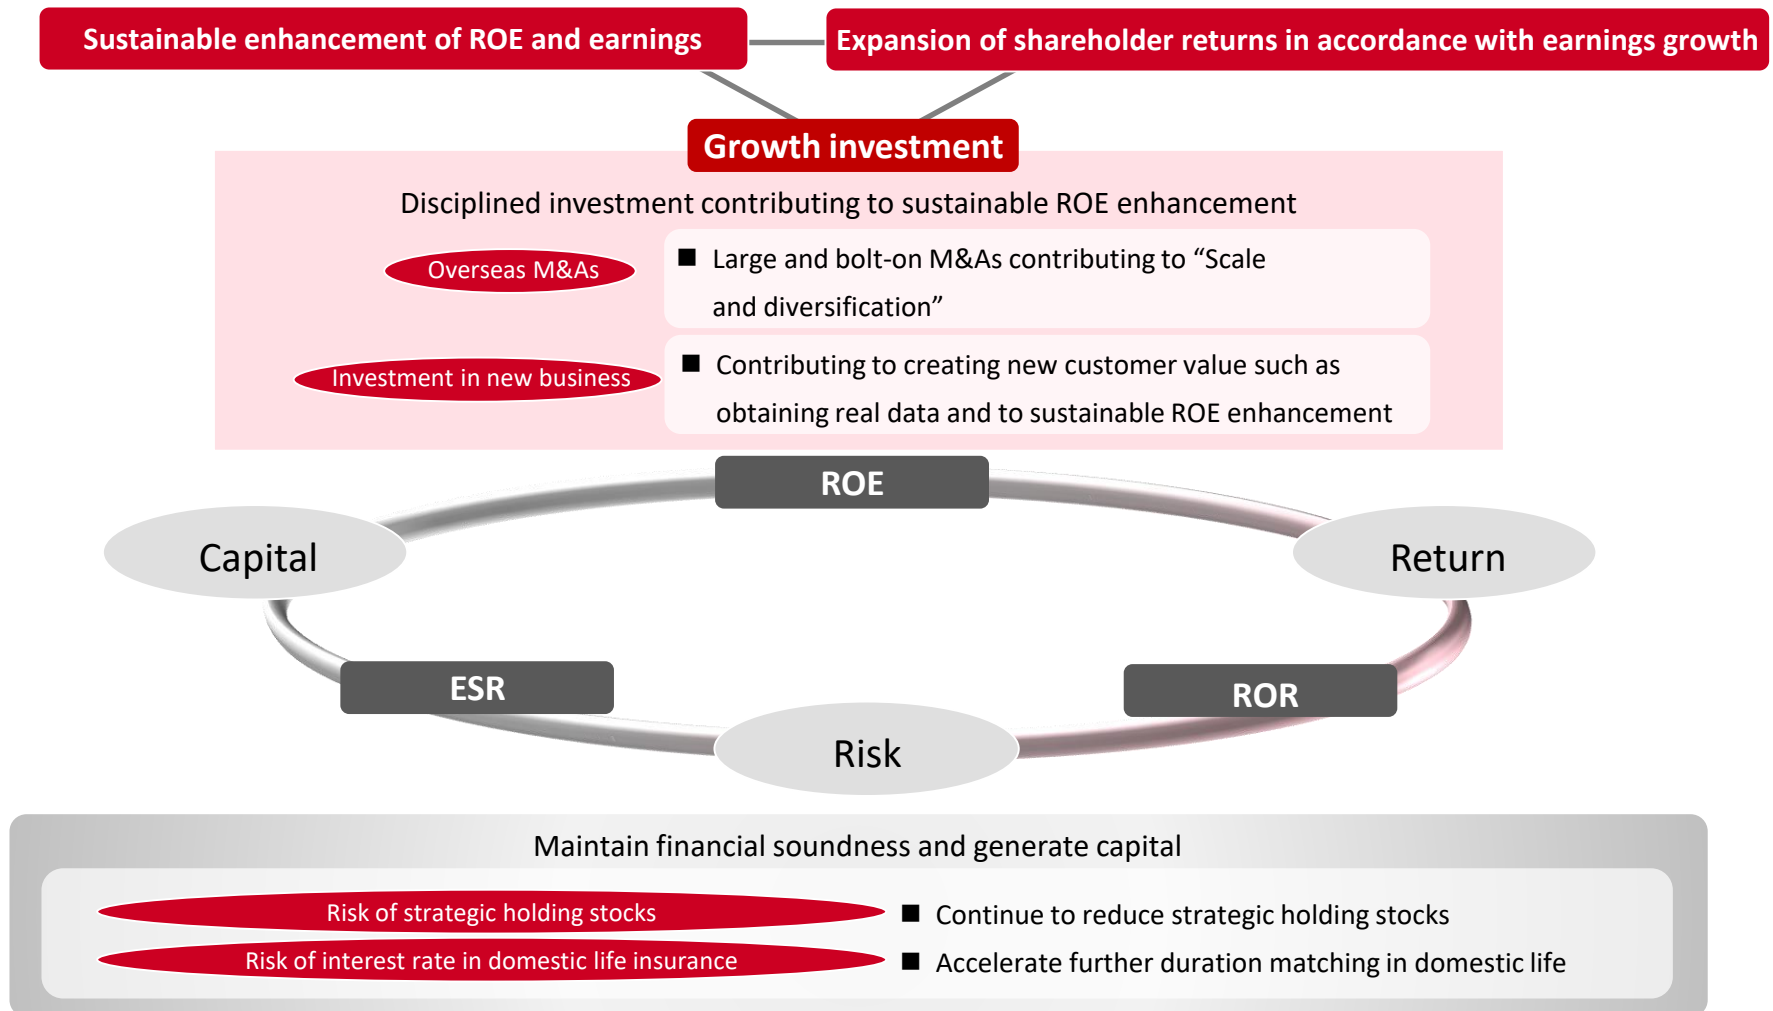 Sustainable enhancement of ROE and earnings
Expansion of shareholder returns in accordance with earnings growth
Growth investment
Disciplined investment contributing to sustainable ROE enhancement
Overseas M&As
■ Large and bolt-on M&As contributing to “Scale
and diversification”
Investment in new business
■ Contributing to creating new customer value such as
obtaining real data and to sustainable ROE enhancement
ROE
Capital
Return
ESR
ROR
Risk
Maintain financial soundness and generate capital
Risk of strategic holding stocks
■ Continue to reduce strategic holding stocks
Risk of interest rate in domestic life insurance
■ Accelerate further duration matching in domestic life